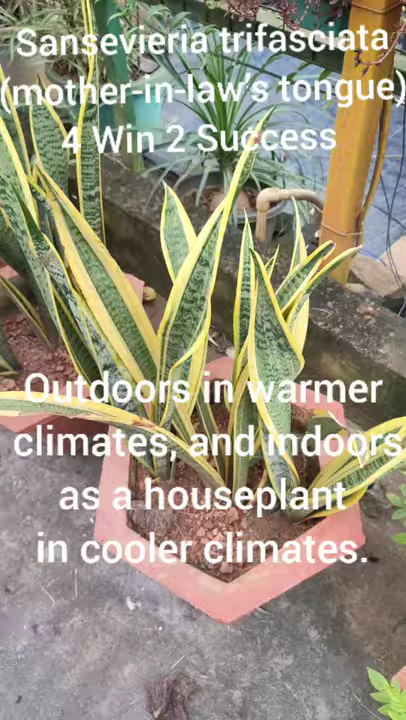 Sansevieria trifasciata
(mother-in-law's tongue)
4 Win 2 Success
Outdoors in warmer
climates, and indoors
as a houseplant
in cooler climates.